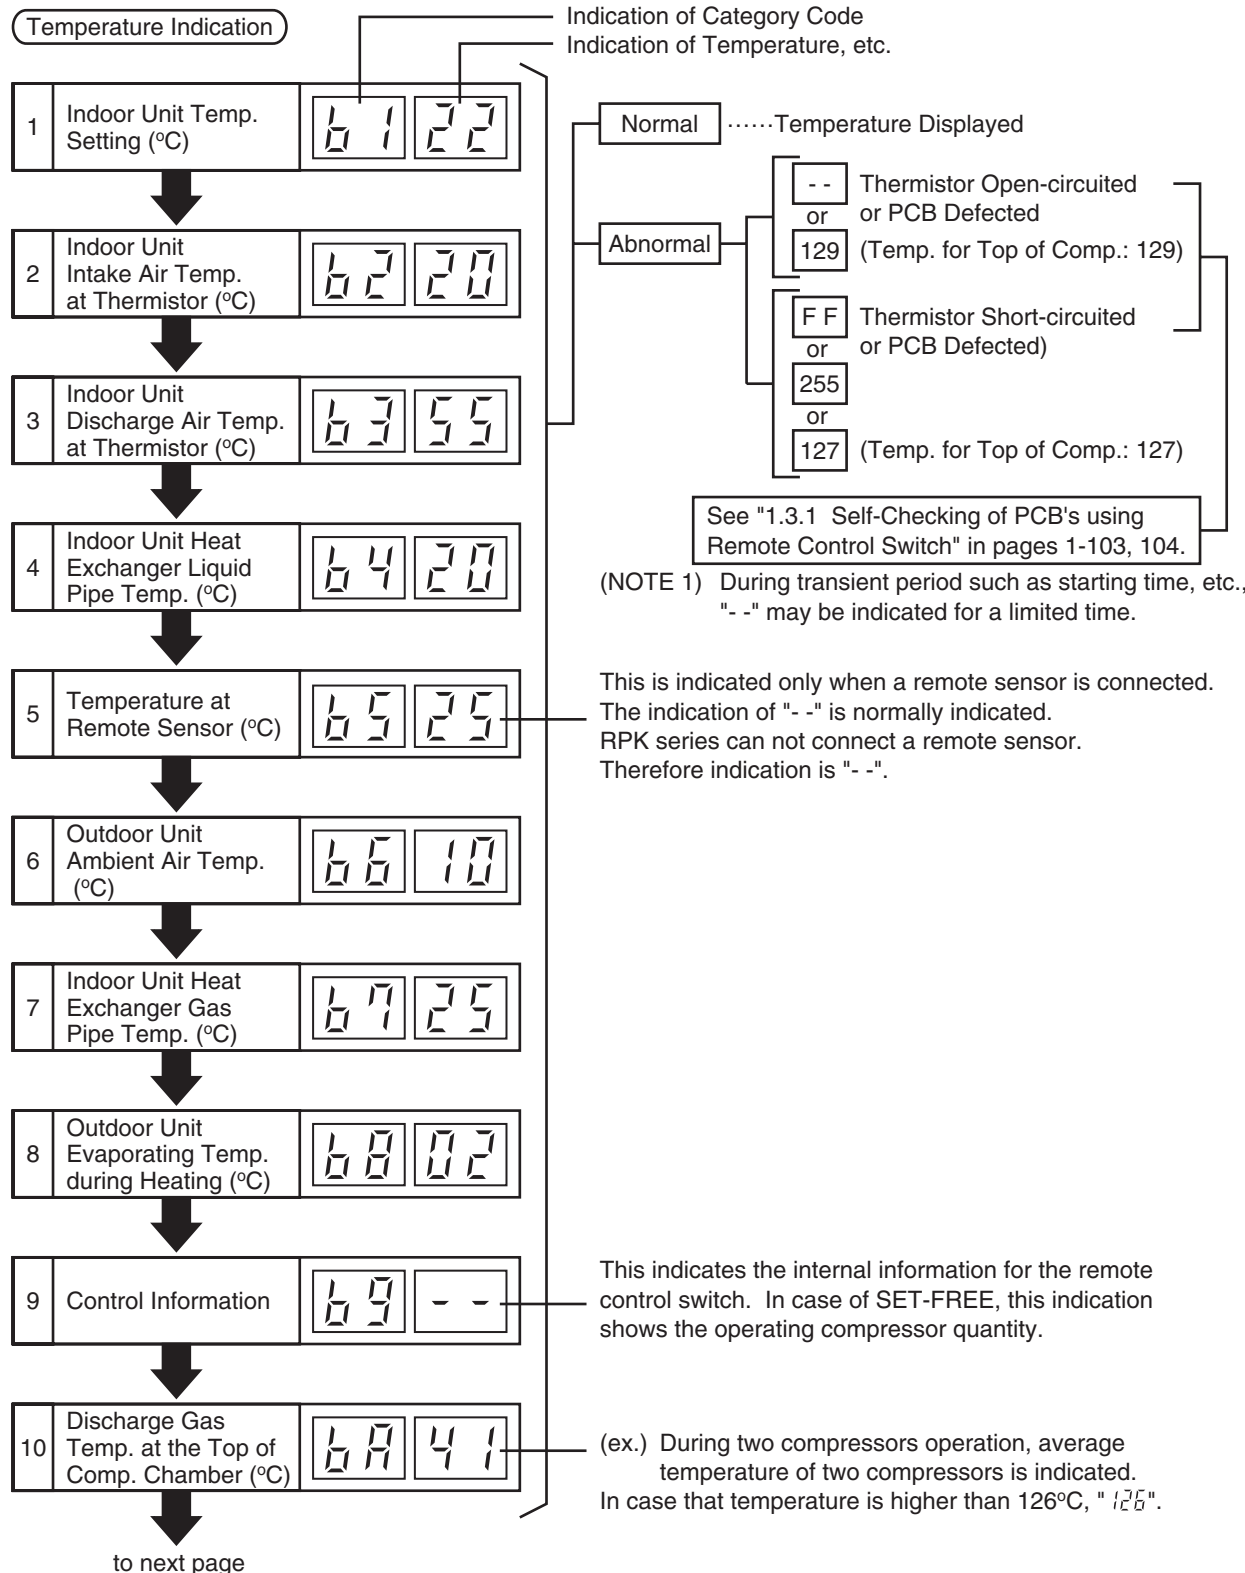 Temperature Indication
Indication of Category Code
Indication of Temperature, etc.
1
Indoor Unit Temp.
Setting (ºC)
b1 22
2
Indoor Unit
Intake Air Temp.
at Thermistor (ºC)
b2 20
3
Indoor Unit
Discharge Air Temp.
at Thermistor (ºC)
b3 55
4
Indoor Unit Heat
Exchanger Liquid
Pipe Temp. (ºC)
b4 20
5
Temperature at
Remote Sensor (ºC)
b5 25
6
Outdoor Unit
Ambient Air Temp.
(ºC)
b6 10
7
Indoor Unit Heat
Exchanger Gas
Pipe Temp. (ºC)
b7 25
8
Outdoor Unit
Evaporating Temp.
during Heating (ºC)
b8 02
9
Control Information
b9 - -
10
Discharge Gas
Temp. at the Top of
Comp. Chamber (ºC)
bA 41
to next page
Normal ······Temperature Displayed
Abnormal
- - Thermistor Open-circuited
or or PCB Defected
129 (Temp. for Top of Comp.: 129)
F F Thermistor Short-circuited
or or PCB Defected)
255
or
127 (Temp. for Top of Comp.: 127)
See "1.3.1 Self-Checking of PCB's using
Remote Control Switch" in pages 1-103, 104.
(NOTE 1) During transient period such as starting time, etc.,
"- -" may be indicated for a limited time.
This is indicated only when a remote sensor is connected.
The indication of "- -" is normally indicated.
RPK series can not connect a remote sensor.
Therefore indication is "- -".
This indicates the internal information for the remote
control switch. In case of SET-FREE, this indication
shows the operating compressor quantity.
(ex.) During two compressors operation, average
temperature of two compressors is indicated.
In case that temperature is higher than 126ºC, " 126".